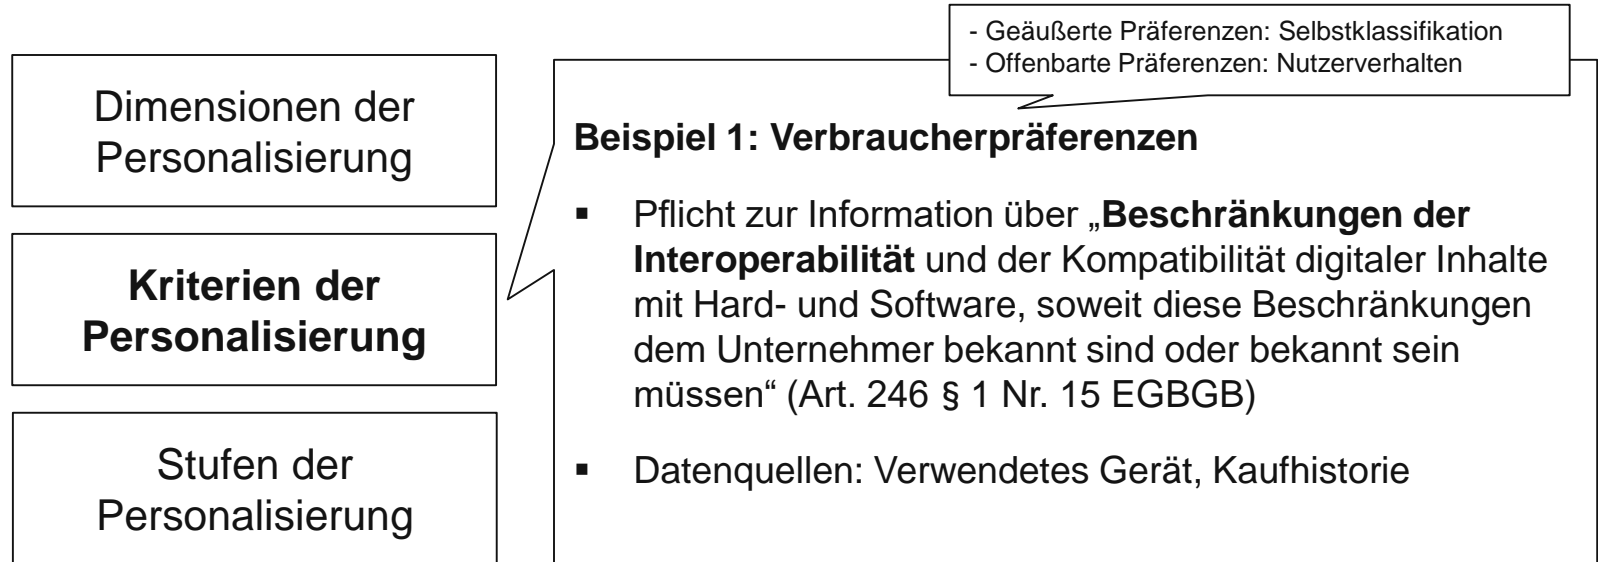 - Geäußerte Präferenzen: Selbstklassifikation
- Offenbarte Präferenzen: Nutzerverhalten
Dimensionen der
Personalisierung
Kriterien der
Personalisierung
Stufen der
Personalisierung
Beispiel 1: Verbraucherpräferenzen
▪ Pflicht zur Information über „Beschränkungen der
Interoperabilität und der Kompatibilität digitaler Inhalte
mit Hard- und Software, soweit diese Beschränkungen
dem Unternehmer bekannt sind oder bekannt sein
müssen“ (Art. 246 § 1 Nr. 15 EGBGB)
▪ Datenquellen: Verwendetes Gerät, Kaufhistorie